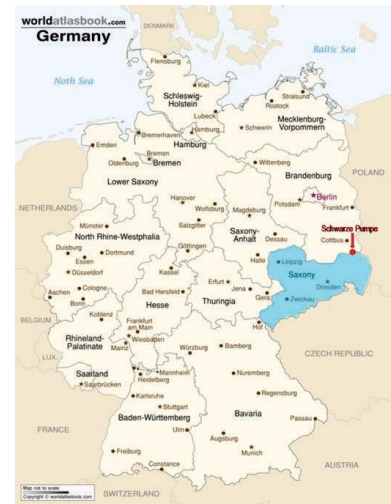 worldatlasbook.com
Germany
DENMARK
Baltic Sea
Noth Sea
Flensburg
Kiel
Schleswig-
Holstein
Stralsund
Rostock
Lubeck
Mecklenburg-
Vorpommern
Hamburg
Schwerin
Bremerhaven
Hamburg
Emden
Bremen
Oldenburg
Bremen
Wittenberg
Brandenburg
POLAND
Lower Saxony
Berlin
Hanover
Wolfsburg
Potsdam
Frankfurt
NETHERLANDS
Magdeburg
Salzgitter
Schwarze Pumpe
Münster
Saxony-
Anhalt
Cottbus
North Rhine-Westphalia
Dessau
Duisburg
Dortmund
Göttingen
Essen
Halle
Leipzig
Düsseldorf
Kassel
Saxony
Erfurt
Dresden
Cologne
Bad Hersfeld
Jena
Gera
Aachen
Bonn
Thuringia
Zwickau
Hesse
Koblenz
Hof
BELGIUM
Frankfurt
am Main
Rhineland-
Palatinate
Wiesbaden
Mainz
Bamberg
CZECH REPUBLIC
LUX.
Würzburg
Saarland
Mannheim
Nuremberg
Saarbrücken
Heidelberg
Karlsruhe
Regensburg
Stuttgart
Bavaria
Baden-Württemberg
Passau
FRANCE
Ulm
Augsburg
Munich
Freiburg
Constance
AUSTRIA
SWITZERLAND
Map not to scale
Copyright © worldatlasbook.com